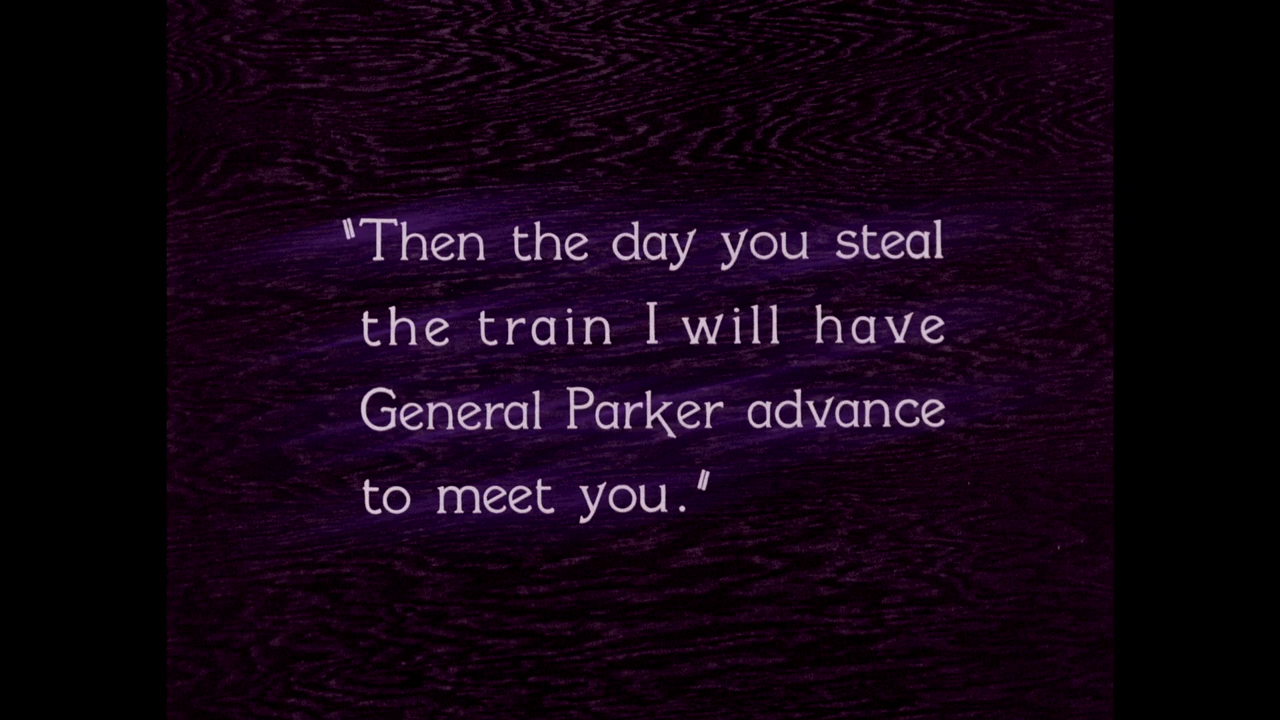 "Then the day you steal
the train I will have
General Parker advance
to meet you."